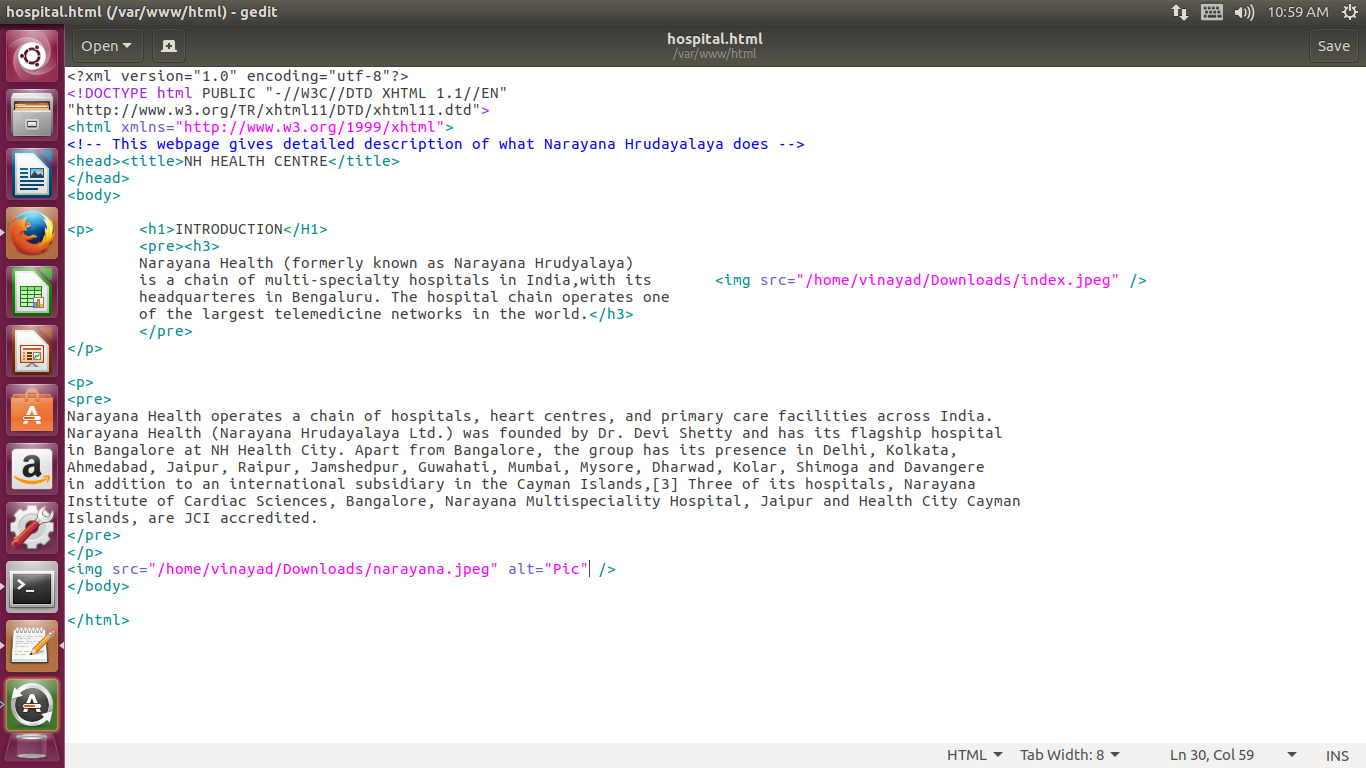 hospital.html (/var/www/html) - gedit
10:59 AM
Open
hospital.html
/var/www/html
Save
<?xml version="1.0" encoding="utf-8"?>
<!DOCTYPE html PUBLIC "-//W3C//DTD XHTML 1.1//EN"
"http://www.w3.org/TR/xhtml11/DTD/xhtml11.dtd">
<html xmlns="http://www.w3.org/1999/xhtml">
<!-- This webpage gives detailed description of what Narayana Hrudayalaya does -->
<head><title>NH HEALTH CENTRE</title>
</head>
<body>
<p>	<h1>INTRODUCTION</H1>
	<pre><h3>
	Narayana Health (formerly known as Narayana Hrudyalaya)
	is a chain of multi-specialty hospitals in India,with its	<img src="/home/vinayad/Downloads/index.jpeg" />
	headquarteres in Bengaluru. The hospital chain operates one
	of the largest telemedicine networks in the world.</h3>
	</pre>
</p>
<p>
<pre>
Narayana Health operates a chain of hospitals, heart centres, and primary care facilities across India.
Narayana Health (Narayana Hrudayalaya Ltd.) was founded by Dr. Devi Shetty and has its flagship hospital
in Bangalore at NH Health City. Apart from Bangalore, the group has its presence in Delhi, Kolkata,
Ahmedabad, Jaipur, Raipur, Jamshedpur, Guwahati, Mumbai, Mysore, Dharwad, Kolar, Shimoga and Davangere
in addition to an international subsidiary in the Cayman Islands,[3] Three of its hospitals, Narayana
Institute of Cardiac Sciences, Bangalore, Narayana Multispeciality Hospital, Jaipur and Health City Cayman
Islands, are JCI accredited.
</pre>
</p>
<img src="/home/vinayad/Downloads/narayana.jpeg" alt="Pic" />
</body>
</html>
HTML Tab Width: 8 Ln 30, Col 59 INS